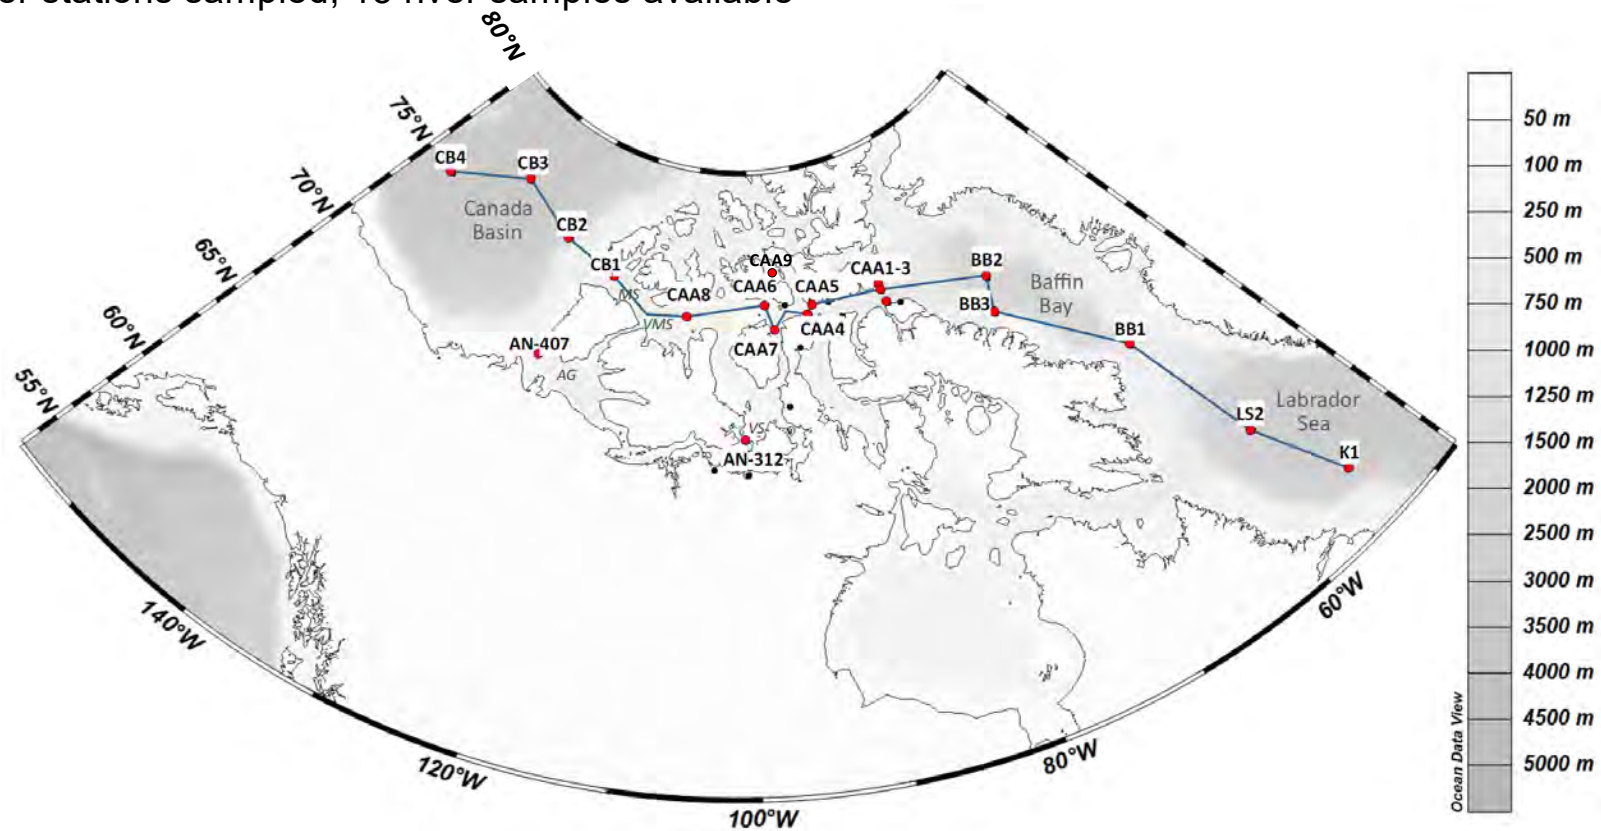 stations sampled,
river samples available
80°N
75°N
70°N
65°N
60°N
55°N
CB4
CB3
Canada
Basin
CB2
CB1
MS
VMS
CAA8
CAA9
CAA6
CAA5
CAA1-3
CAA4
CAA7
BB2
Baffin
Bay
BB3
BB1
AN-407
AG
VS
AN-312
LS2
Labrador
Sea
K1
140°W
120°W
100°W
80°W
60°W
50 m
100 m
250 m
500 m
750 m
1000 m
1250 m
1500 m
2000 m
2500 m
3000 m
3500 m
4000 m
4500 m
5000 m
Ocean Data View